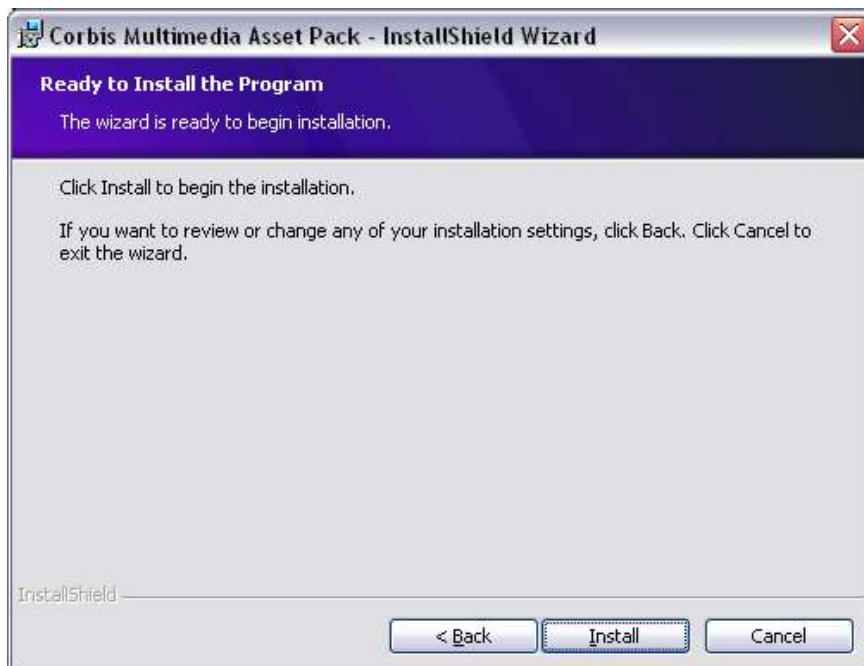 Corbis Multimedia Asset Pack - InstallShield Wizard
Ready to Install the Program
The wizard is ready to begin installation.
Click Install to begin the installation.
If you want to review or change any of your installation settings, click Back. Click Cancel to
exit the wizard.
InstallShield
< Back
Install
Cancel